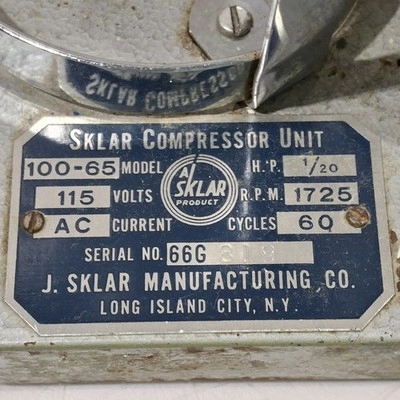 SKLAR COMPRESSOR UNIT
100-65 MODEL A SKLAR PRODUCT H.P. 1/20
115 VOLTS R.P.M. 1725
AC CURRENT CYCLES 60
SERIAL NO. 66G
J. SKLAR MANUFACTURING CO.
LONG ISLAND CITY, N.Y.